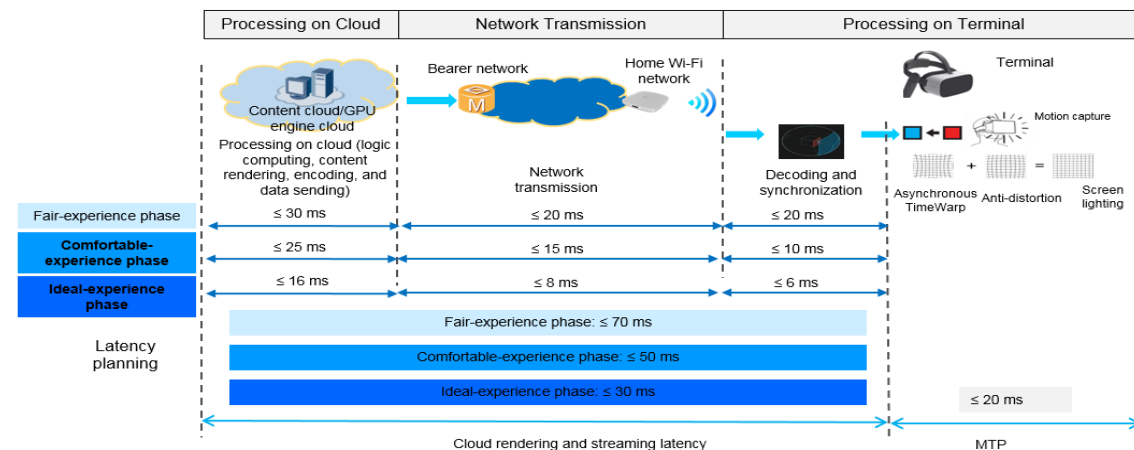 Processing on Cloud
Network Transmission
Processing on Terminal
Bearer network
Home Wi-Fi
network
Terminal
M
Content cloud/GPU
engine cloud
Motion capture
Processing on cloud (logic
computing, content
rendering, encoding, and
data sending)
Network
transmission
Decoding and
synchronization
+
=
Asynchronous
TimeWarp
Anti-distortion
Screen
lighting
Fair-experience phase
≤ 30 ms
≤ 20 ms
≤ 20 ms
Comfortable-
experience phase
≤ 25 ms
≤ 15 ms
≤ 10 ms
Ideal-experience
phase
≤ 16 ms
≤ 8 ms
≤ 6 ms
Latency
planning
Fair-experience phase: ≤ 70 ms
Comfortable-experience phase: ≤ 50 ms
Ideal-experience phase: ≤ 30 ms
≤ 20 ms
Cloud rendering and streaming latency
MTP